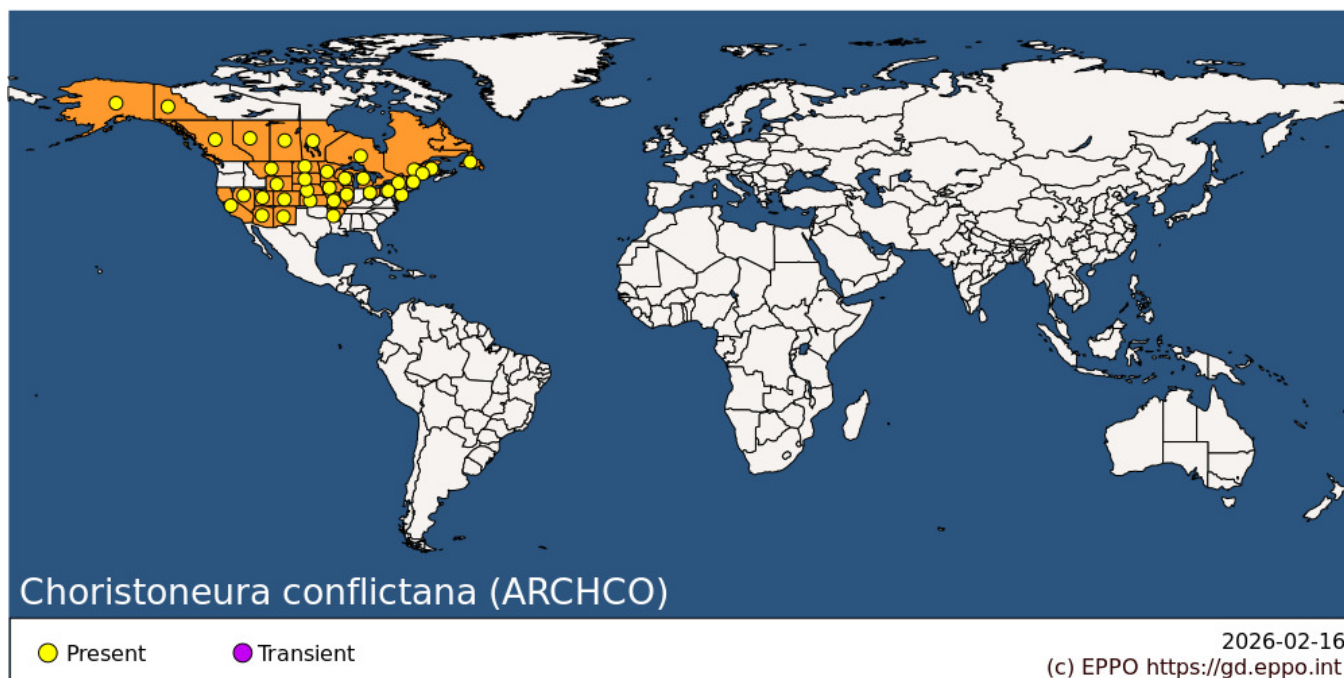 Choristoneura conflictana (ARCHCO)
Present
Transient
2026-02-16
(c) EPPO https://gd.eppo.int